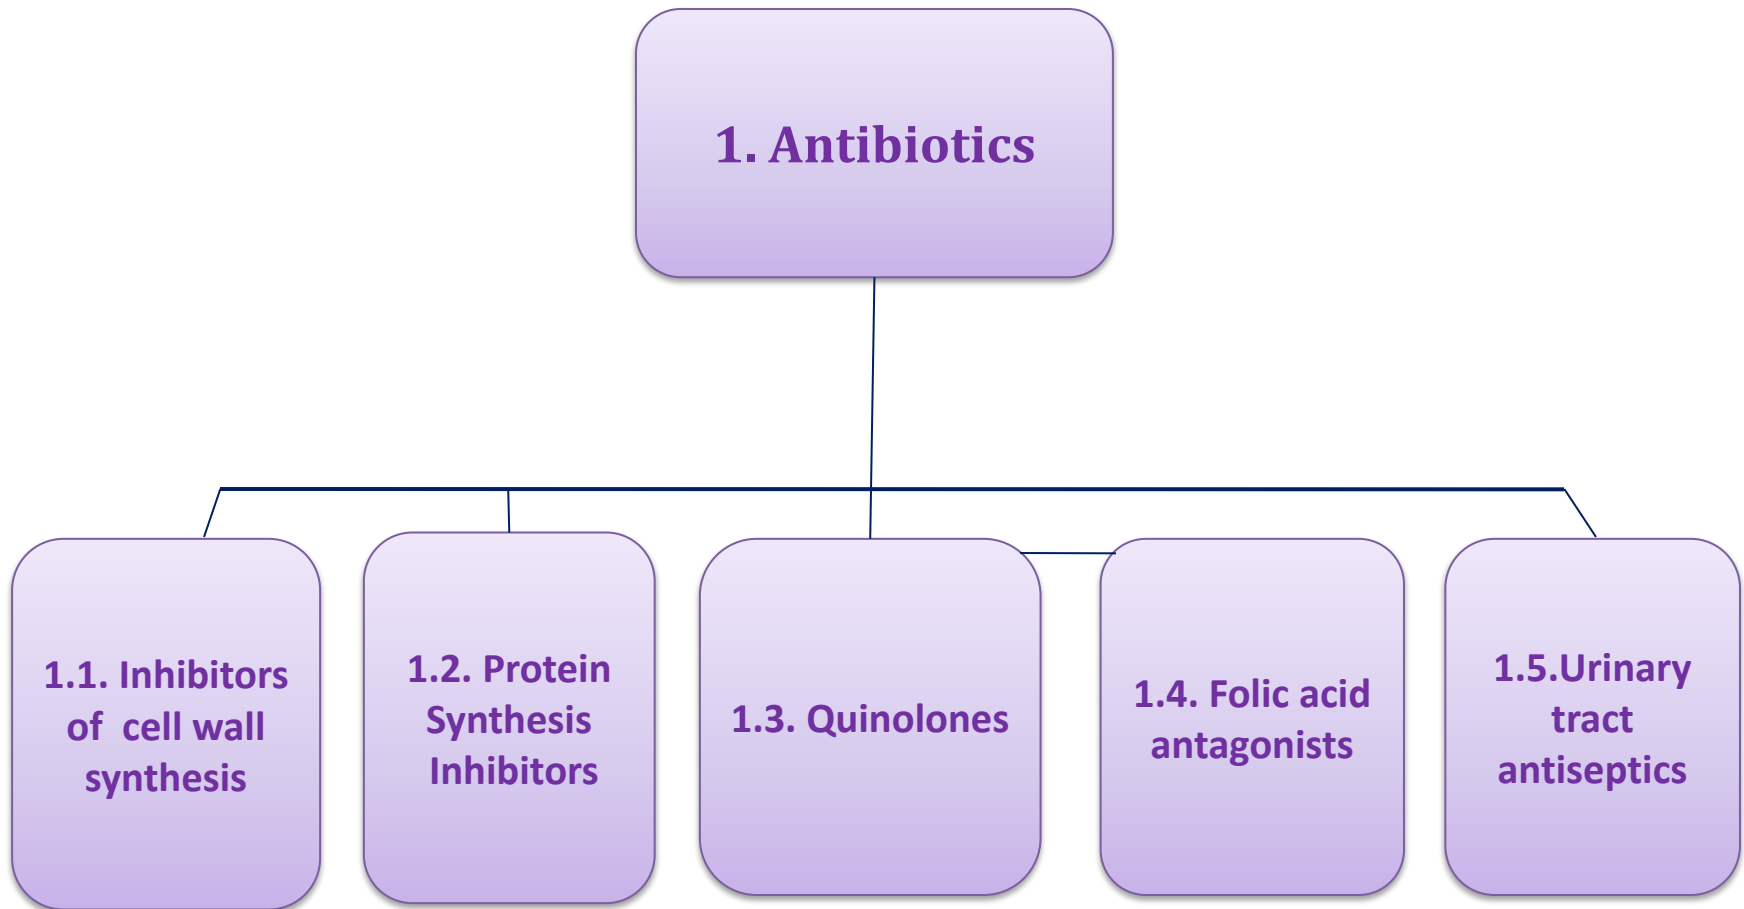 1. Antibiotics
1.1. Inhibitors
of cell wall
synthesis
1.2. Protein
Synthesis
Inhibitors
1.3. Quinolones
1.4. Folic acid
antagonists
1.5.Urinary
tract
antiseptics